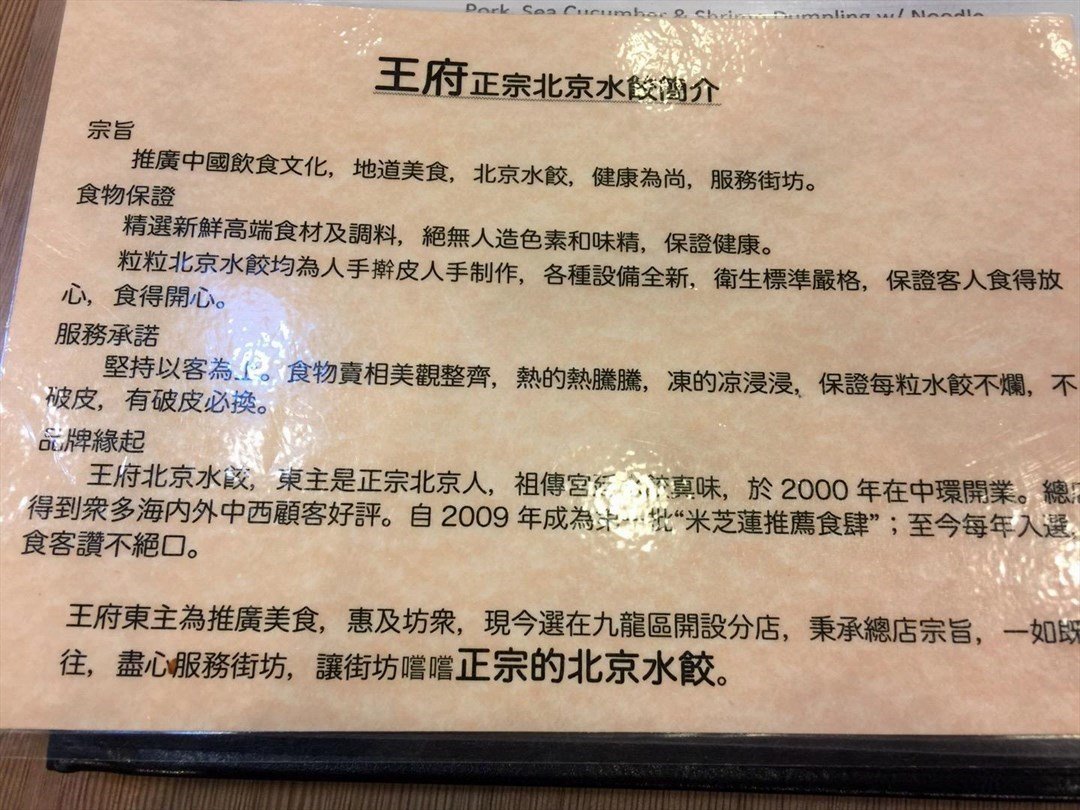 Pork, Sea Cucumber & Shrimp Dumpling w/ Noodle
王府正宗北京水餃簡介
宗旨
推廣中國飲食文化，地道美食，北京水餃，健康為尚，服務街坊。
食物保證
精選新鮮高端食材及調料，絕無人造色素和味精，保證健康。
粒粒北京水餃均為人手擀皮人手制作，各種設備全新，衛生標準嚴格，保證客人食得放
心，食得開心。
服務承諾
堅持以客為上。食物賣相美觀整齊，熱的熱騰騰，凍的凉浸浸，保證每粒水餃不爛，不
破皮，有破皮必換。
品牌緣起
王府北京水餃，東主是正宗北京人，祖傳宮餃真味，於 2000 年在中環開業。總
得到眾多海内外中西顧客好評。自 2009 年成為批“米芝蓮推薦食肆”；至今每年入選，
食客讚不絕口。
王府東主為推廣美食，惠及坊眾，現今選在九龍區開設分店，秉承總店宗旨，一如既
往，盡心服務街坊，讓街坊嚐嚐正宗的北京水餃。